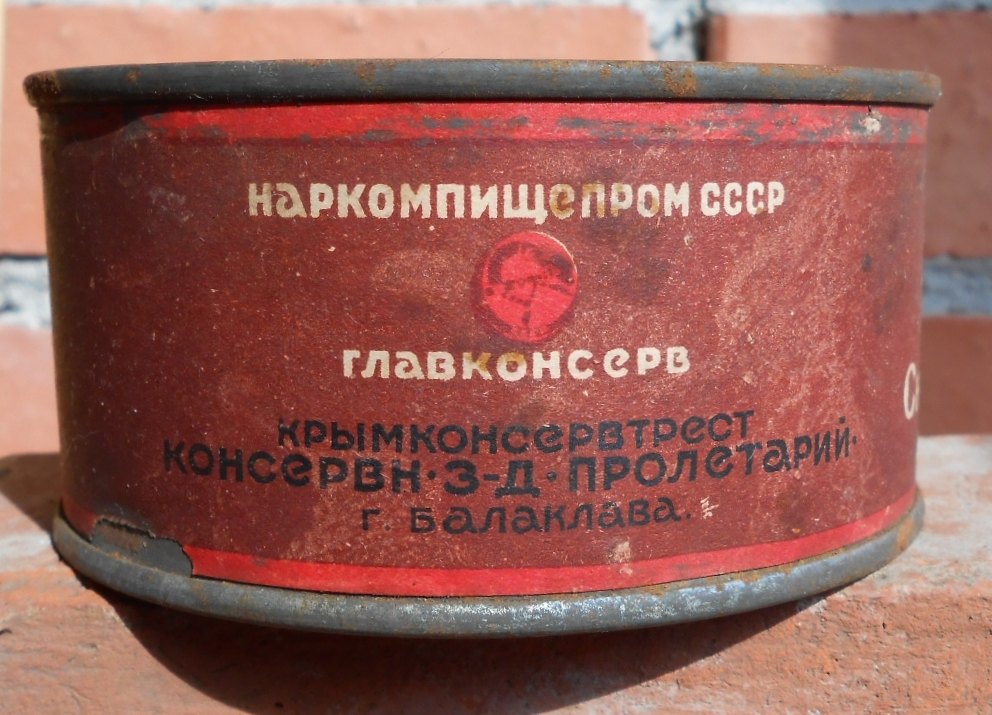 НАРКОМПИЩЕПРОМ СССР
ГЛАВКОНСЕРВ
КРЫМКОНСЕРВТРЕСТ
КОНСЕРВН·З-Д·ПРОЛЕТАРИЙ·
Г. БАЛАКЛАВА.